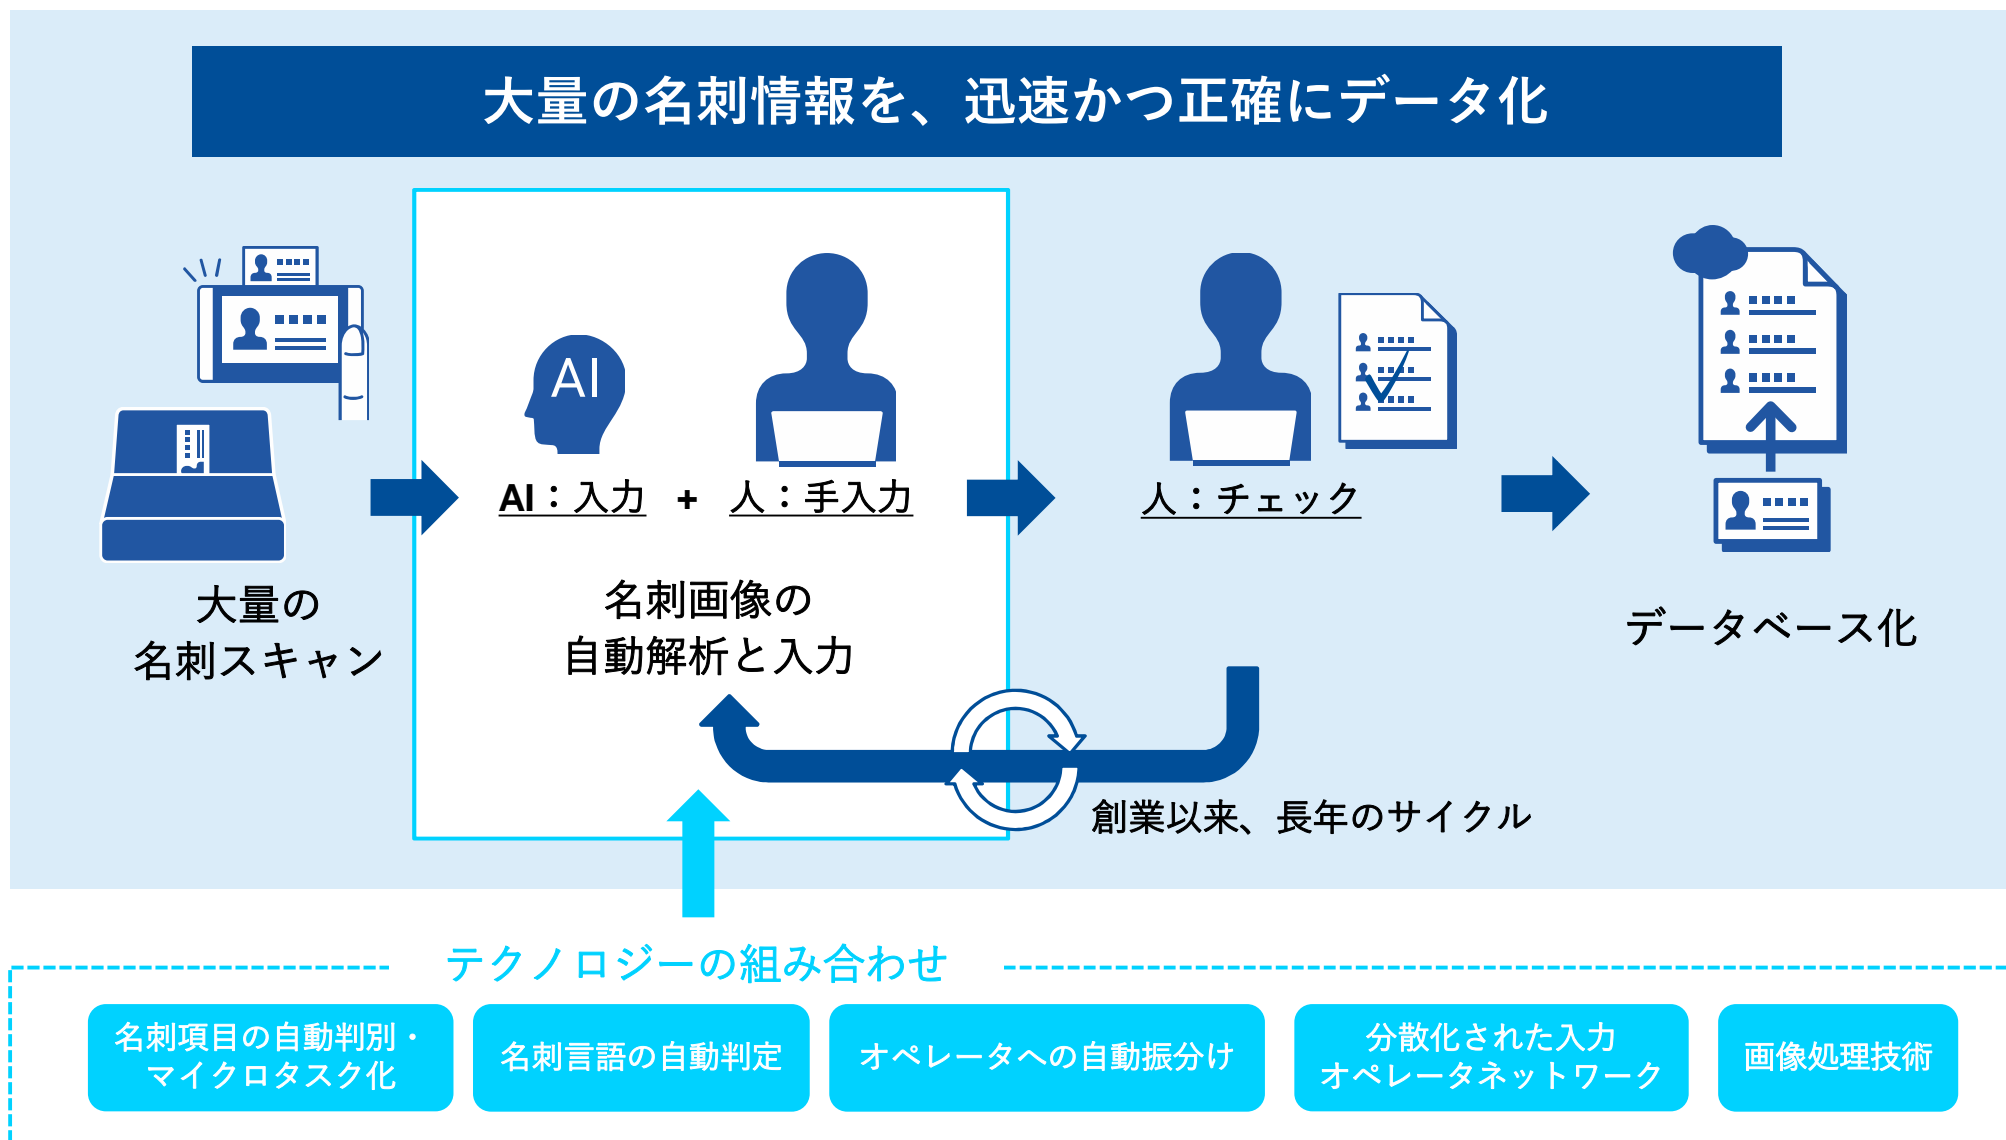 大量の名刺情報を、迅速かつ正確にデータ化
AI
AI：入力 + 人：手入力
人：チェック
大量の
名刺スキャン
名刺画像の
自動解析と入力
データベース化
創業以来、長年のサイクル
テクノロジーの組み合わせ
名刺項目の自動判別・
マイクロタスク化
名刺言語の自動判定
オペレータへの自動振分け
分散化された入力
オペレータネットワーク
画像処理技術